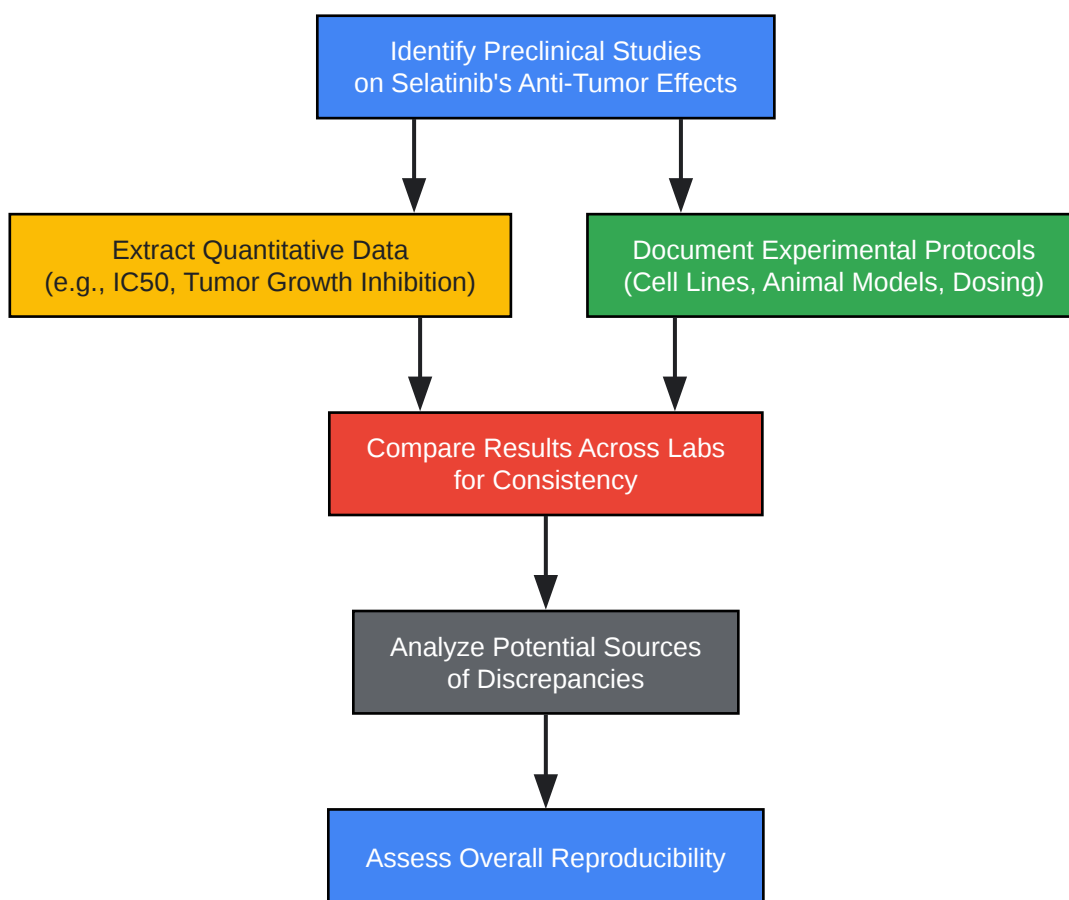 Identify Preclinical Studies
on Selatinib's Anti-Tumor Effects
Extract Quantitative Data
(e.g., IC50, Tumor Growth Inhibition)
Document Experimental Protocols
(Cell Lines, Animal Models, Dosing)
Compare Results Across Labs
for Consistency
Analyze Potential Sources
of Discrepancies
Assess Overall Reproducibility